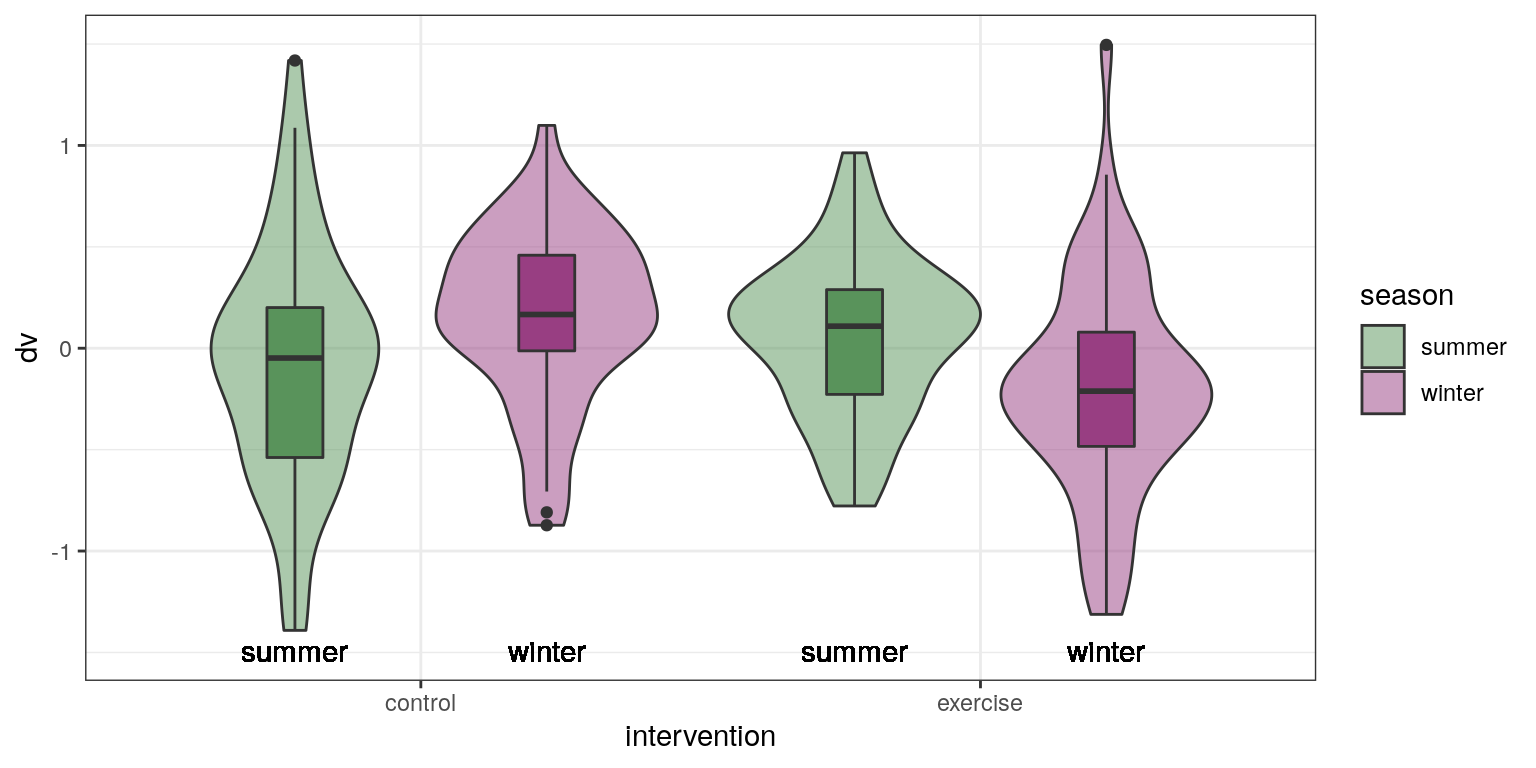 1
0
-1
dv
summer winter summer winter
control exercise
intervention
season
summer
winter